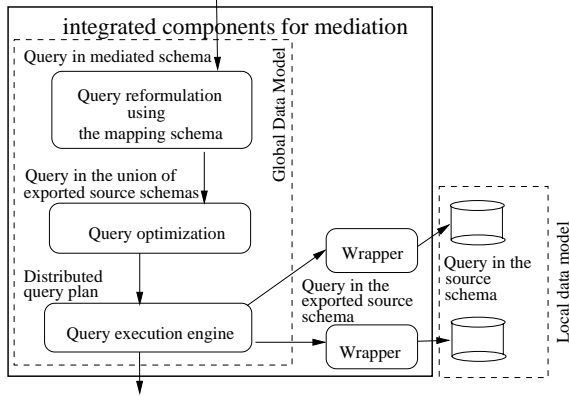 integrated components for mediation
Query in mediated schema
Query reformulation
using
the mapping schema
Global Data Model
Query in the union of
exported source schemas
Query optimization
Distributed
query plan
Query execution engine
Wrapper
Query in the
exported source
schema
Wrapper
Query in the
source
schema
Local data model